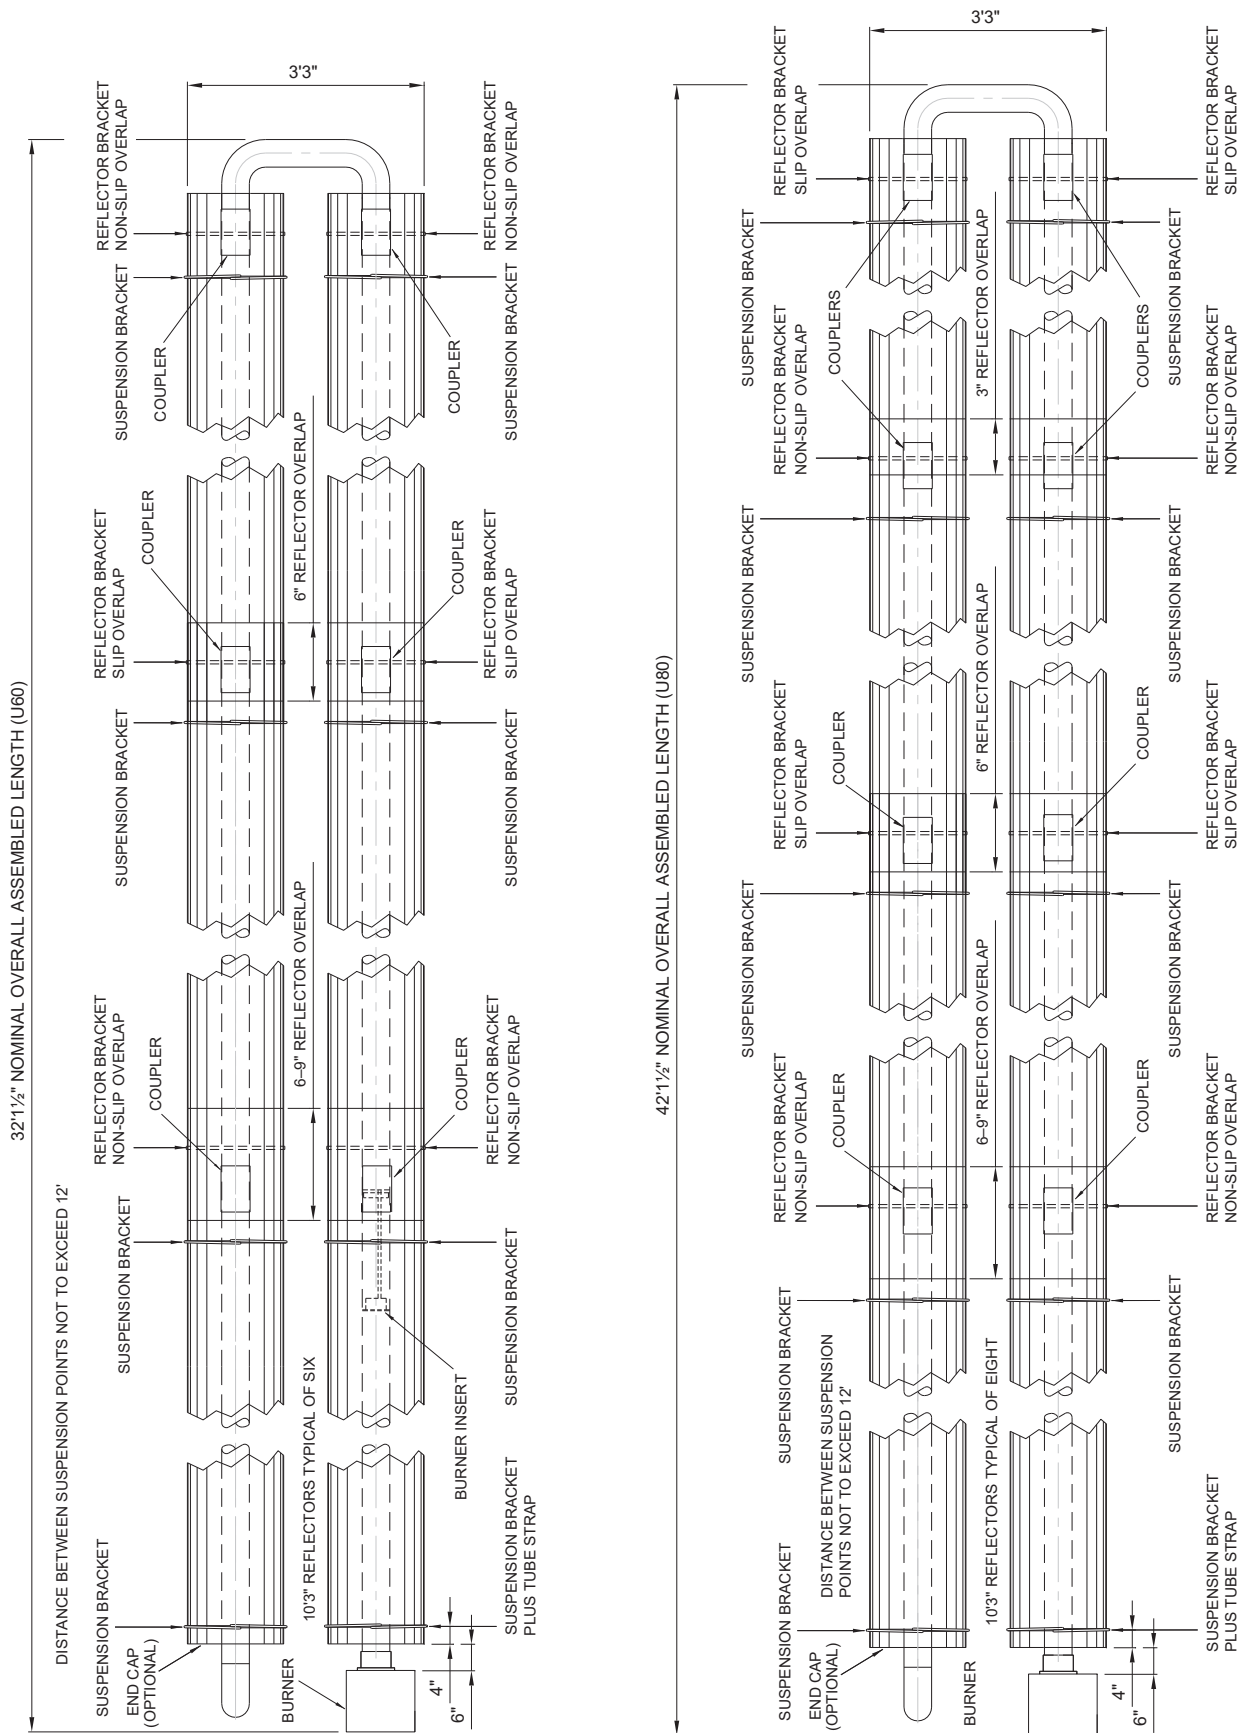 3'3"
REFLECTOR BRACKET
NON-SLIP OVERLAP
REFLECTOR BRACKET
NON-SLIP OVERLAP
SUSPENSION BRACKET
COUPLER
COUPLER
SUSPENSION BRACKET
6" REFLECTOR OVERLAP
REFLECTOR BRACKET
SLIP OVERLAP
COUPLER
COUPLER
REFLECTOR BRACKET
SLIP OVERLAP
32'1½" NOMINAL OVERALL ASSEMBLED LENGTH (U60)
SUSPENSION BRACKET
SUSPENSION BRACKET
6–9" REFLECTOR OVERLAP
REFLECTOR BRACKET
NON-SLIP OVERLAP
COUPLER
COUPLER
REFLECTOR BRACKET
NON-SLIP OVERLAP
DISTANCE BETWEEN SUSPENSION POINTS NOT TO EXCEED 12'
SUSPENSION BRACKET
SUSPENSION BRACKET
10'3" REFLECTORS TYPICAL OF SIX
BURNER INSERT
SUSPENSION BRACKET
SUSPENSION BRACKET
PLUS TUBE STRAP
END CAP
(OPTIONAL)
BURNER
4"
6"
3'3"
REFLECTOR BRACKET
SLIP OVERLAP
REFLECTOR BRACKET
SLIP OVERLAP
SUSPENSION BRACKET
COUPLERS
3" REFLECTOR OVERLAP
COUPLERS
SUSPENSION BRACKET
REFLECTOR BRACKET
NON-SLIP OVERLAP
REFLECTOR BRACKET
NON-SLIP OVERLAP
SUSPENSION BRACKET
SUSPENSION BRACKET
6" REFLECTOR OVERLAP
42'1½" NOMINAL OVERALL ASSEMBLED LENGTH (U80)
REFLECTOR BRACKET
SLIP OVERLAP
COUPLER
COUPLER
REFLECTOR BRACKET
SLIP OVERLAP
SUSPENSION BRACKET
SUSPENSION BRACKET
6–9" REFLECTOR OVERLAP
REFLECTOR BRACKET
NON-SLIP OVERLAP
COUPLER
COUPLER
REFLECTOR BRACKET
NON-SLIP OVERLAP
SUSPENSION BRACKET
SUSPENSION BRACKET
DISTANCE BETWEEN SUSPENSION
POINTS NOT TO EXCEED 12'
10'3" REFLECTORS TYPICAL OF EIGHT
SUSPENSION BRACKET
SUSPENSION BRACKET
PLUS TUBE STRAP
END CAP
(OPTIONAL)
BURNER
4"
6"